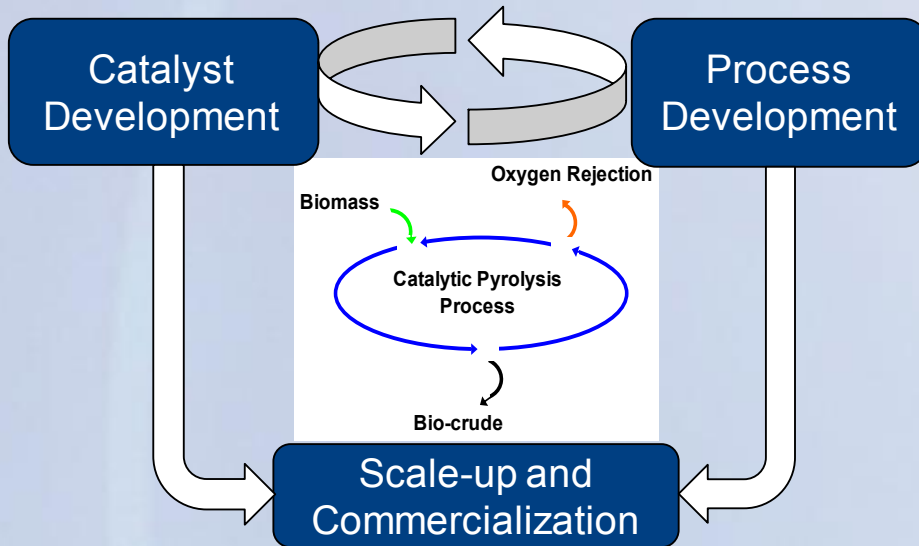 Catalyst
Development
Process
Development
Oxygen Rejection
Biomass
Catalytic Pyrolysis
Process
Bio-crude
Scale-up and
Commercialization